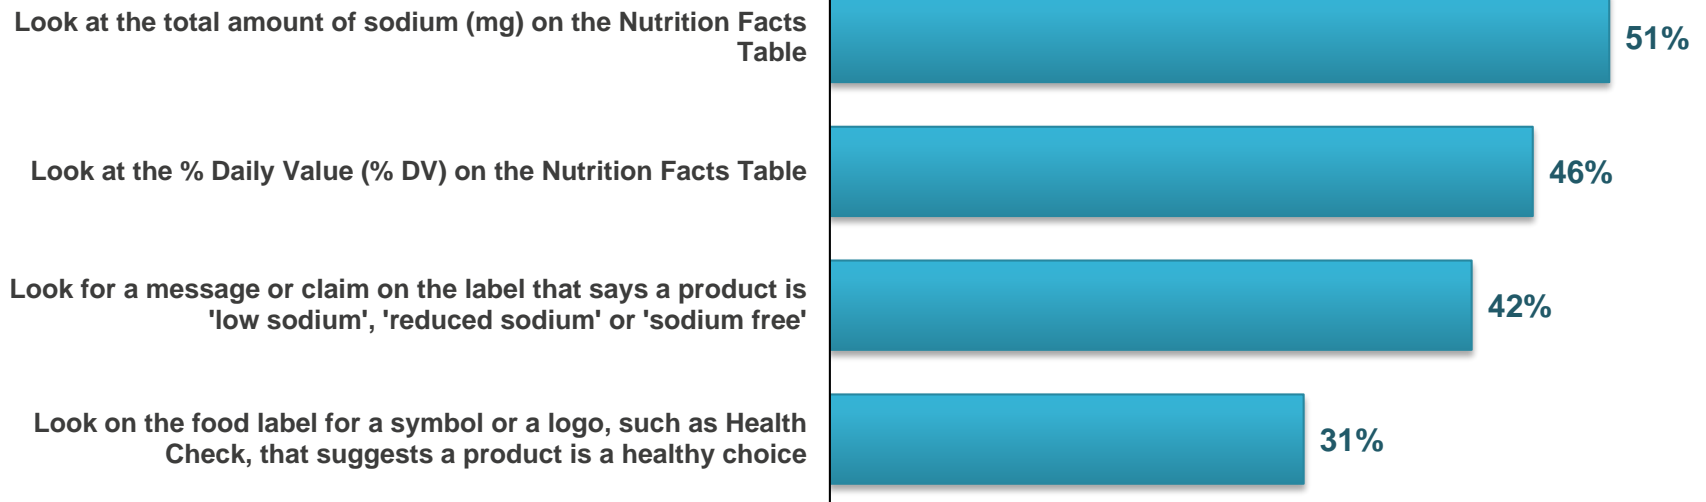 Look at the total amount of sodium (mg) on the Nutrition Facts
Table
51%
Look at the % Daily Value (% DV) on the Nutrition Facts Table
46%
Look for a message or claim on the label that says a product is
'low sodium', 'reduced sodium' or 'sodium free'
42%
Look on the food label for a symbol or a logo, such as Health
Check, that suggests a product is a healthy choice
31%